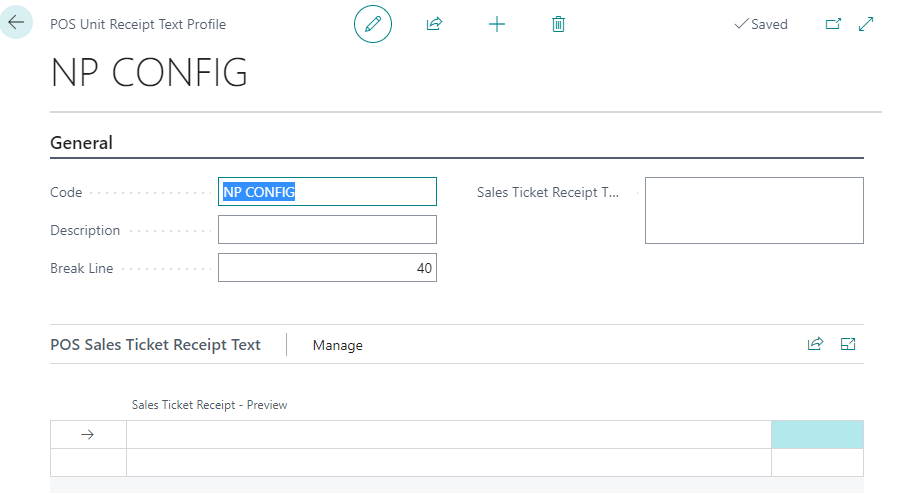 POS Unit Receipt Text Profile
Saved
NP CONFIG
General
Code
NP CONFIG
Sales Ticket Receipt T...
Description
Break Line
40
POS Sales Ticket Receipt Text
Manage
Sales Ticket Receipt - Preview